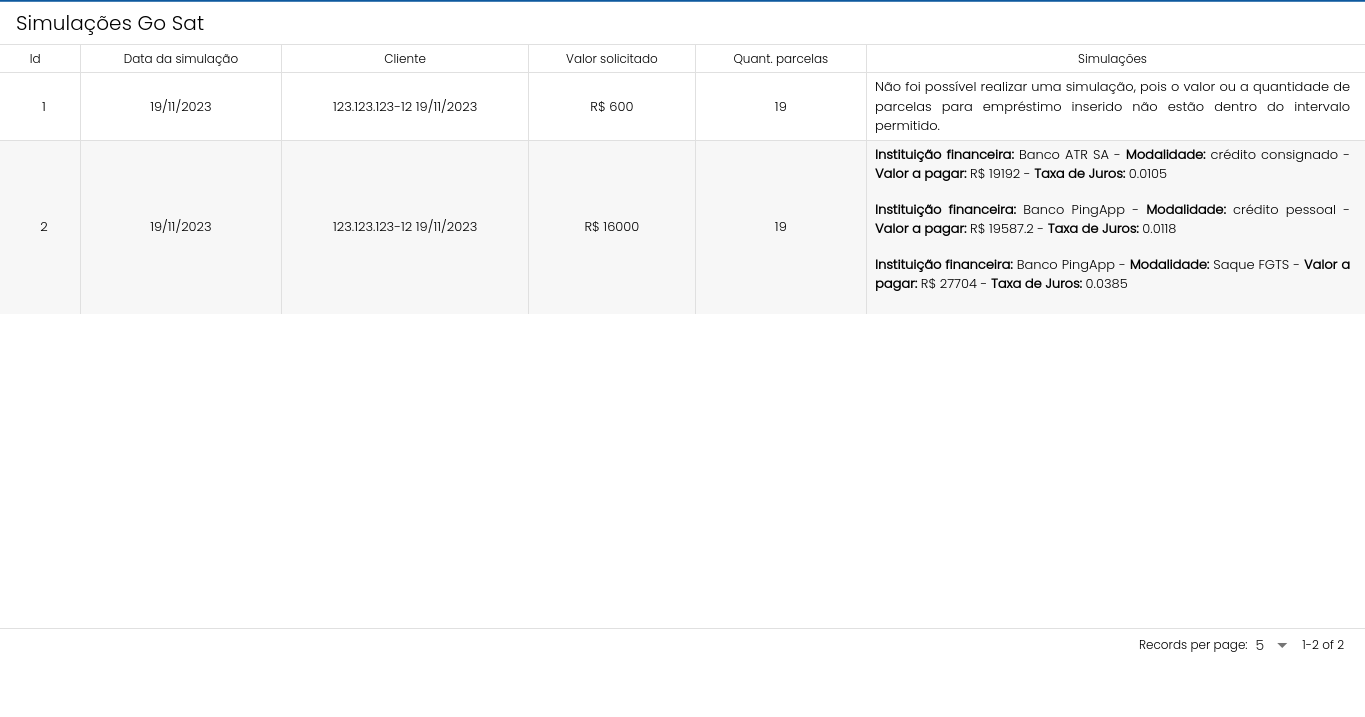 Simulações Go Sat
Id Data da simulação Cliente Valor solicitado Quant. parcelas Simulações
1 19/11/2023 123.123.123-12 19/11/2023 R$ 600 19
Não foi possível realizar uma simulação, pois o valor ou a quantidade de
parcelas para empréstimo inserido não estão dentro do intervalo
permitido.
2 19/11/2023 123.123.123-12 19/11/2023 R$ 16000 19
Instituição financeira: Banco ATR SA - Modalidade: crédito consignado -
Valor a pagar: R$ 19192 - Taxa de Juros: 0.0105
Instituição financeira: Banco PingApp - Modalidade: crédito pessoal -
Valor a pagar: R$ 19587.2 - Taxa de Juros: 0.0118
Instituição financeira: Banco PingApp - Modalidade: Saque FGTS - Valor a
pagar: R$ 27704 - Taxa de Juros: 0.0385
Records per page: 5 1-2 of 2